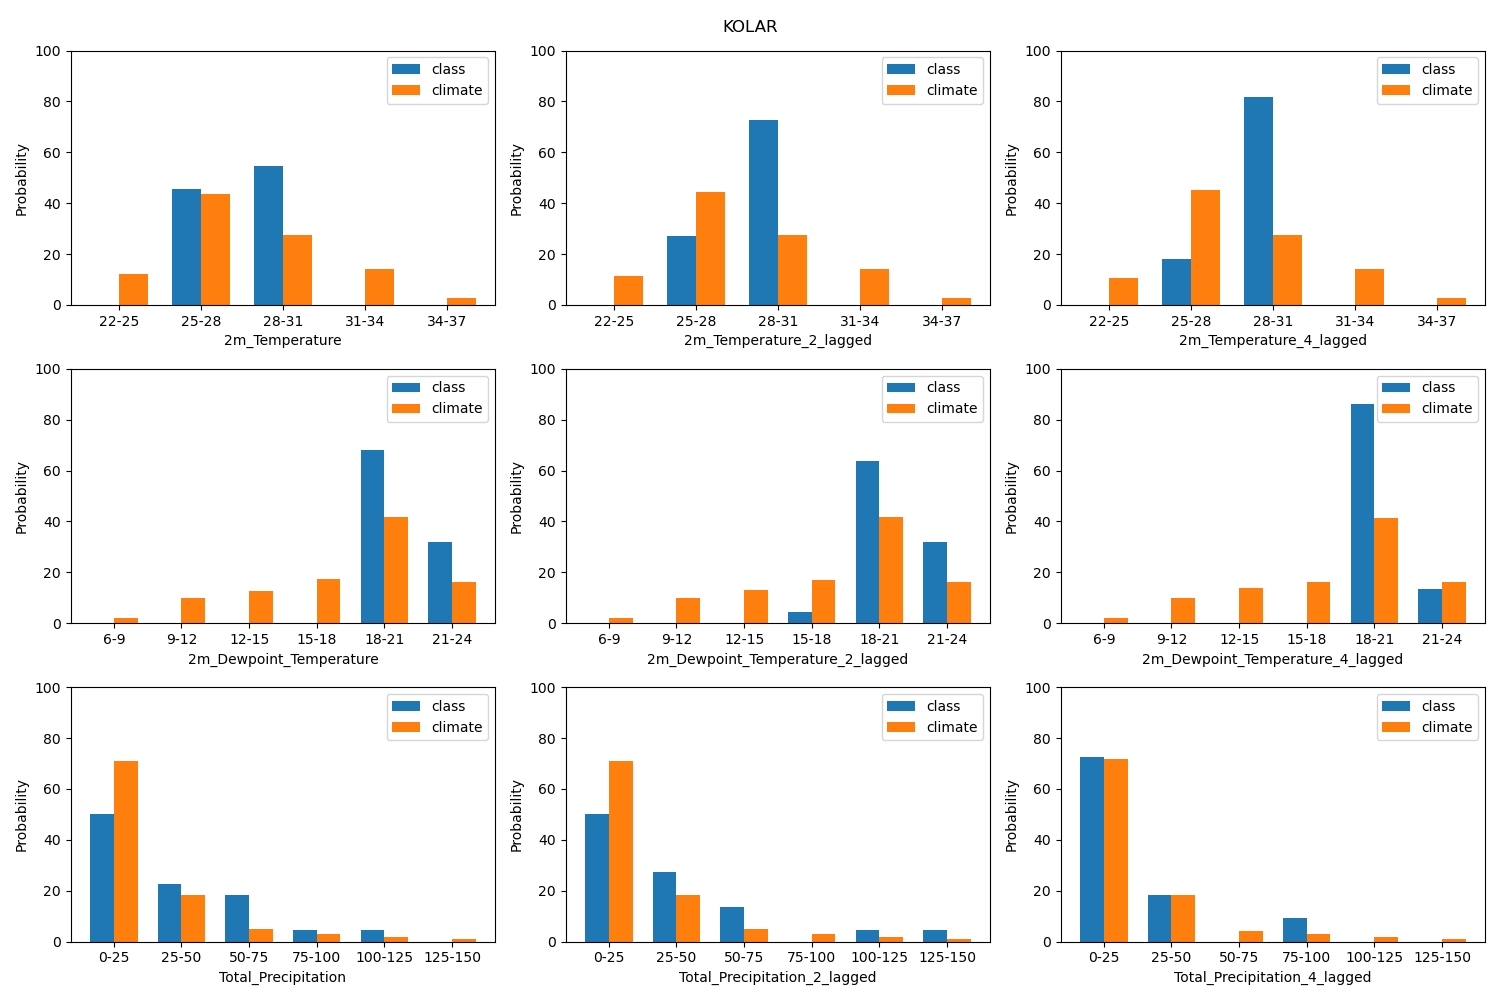 KOLAR
100
80
60
40
20
0
Probability
class
climate
22-25 25-28 28-31 31-34 34-37
2m_Temperature
100
80
60
40
20
0
Probability
class
climate
22-25 25-28 28-31 31-34 34-37
2m_Temperature_2_lagged
100
80
60
40
20
0
Probability
class
climate
22-25 25-28 28-31 31-34 34-37
2m_Temperature_4_lagged
100
80
60
40
20
0
Probability
class
climate
6-9 9-12 12-15 15-18 18-21 21-24
2m_Dewpoint_Temperature
100
80
60
40
20
0
Probability
class
climate
6-9 9-12 12-15 15-18 18-21 21-24
2m_Dewpoint_Temperature_2_lagged
100
80
60
40
20
0
Probability
class
climate
6-9 9-12 12-15 15-18 18-21 21-24
2m_Dewpoint_Temperature_4_lagged
100
80
60
40
20
0
Probability
class
climate
0-25 25-50 50-75 75-100 100-125 125-150
Total_Precipitation
100
80
60
40
20
0
Probability
class
climate
0-25 25-50 50-75 75-100 100-125 125-150
Total_Precipitation_2_lagged
100
80
60
40
20
0
Probability
class
climate
0-25 25-50 50-75 75-100 100-125 125-150
Total_Precipitation_4_lagged